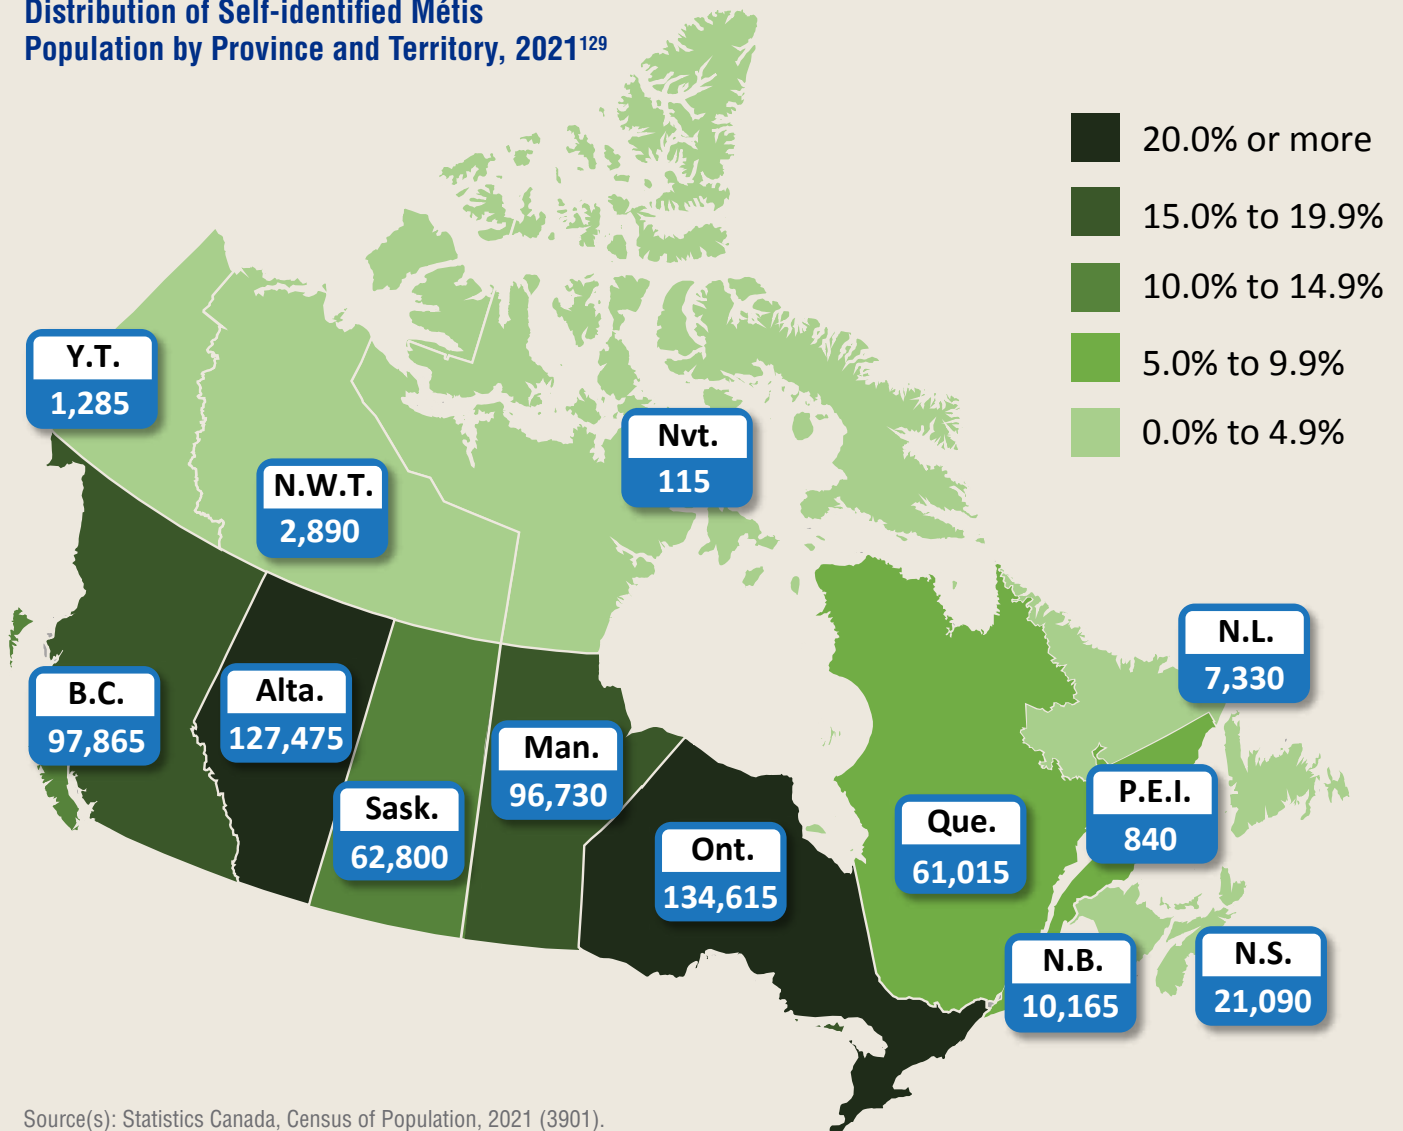 Distribution of Self-identified Métis
Population by Province and Territory, 2021¹²⁹
20.0% or more
15.0% to 19.9%
10.0% to 14.9%
5.0% to 9.9%
0.0% to 4.9%
Y.T.
1,285
N.W.T.
2,890
Nvt.
115
B.C.
97,865
Alta.
127,475
Sask.
62,800
Man.
96,730
Ont.
134,615
Que.
61,015
N.L.
7,330
P.E.I.
840
N.B.
10,165
N.S.
21,090
Source(s): Statistics Canada, Census of Population, 2021 (3901).